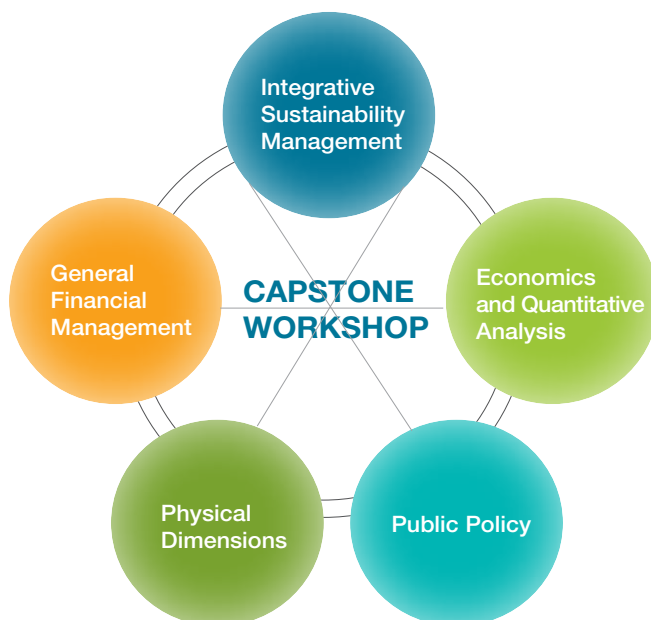 Integrative
Sustainability
Management
General
Financial
Management
CAPSTONE
WORKSHOP
Economics
and Quantitative
Analysis
Physical
Dimensions
Public Policy